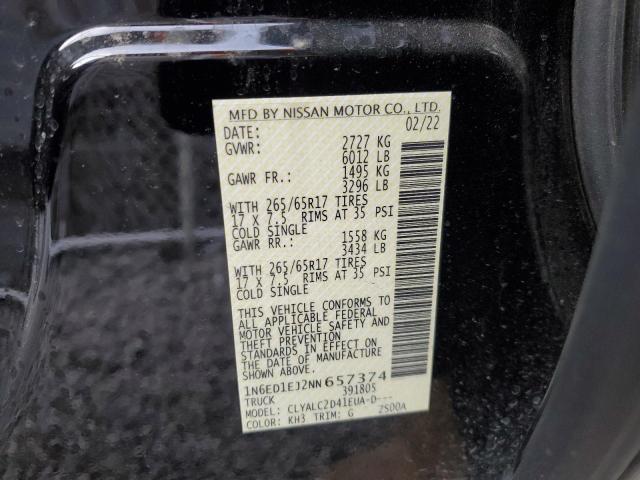 MFD BY NISSAN MOTOR CO., LTD.
DATE: 02/22
GVWR: 2727 KG
6012 LB
GAWR FR.: 1495 KG
3296 LB
WITH 265/65R17 TIRES
17 X 7.5 RIMS AT 35 PSI
COLD SINGLE
GAWR RR.: 1558 KG
3434 LB
WITH 265/65R17 TIRES
17 X 7.5 RIMS AT 35 PSI
COLD SINGLE
THIS VEHICLE CONFORMS TO
ALL APPLICABLE FEDERAL
MOTOR VEHICLE SAFETY AND
THEFT PREVENTION
STANDARDS IN EFFECT ON
THE DATE OF MANUFACTURE
SHOWN ABOVE.
1N6ED1EJ2NN657374
TRUCK 391805
MODEL: CLYALC2D41EUA-D---
COLOR: KH3 TRIM: G 2S00A